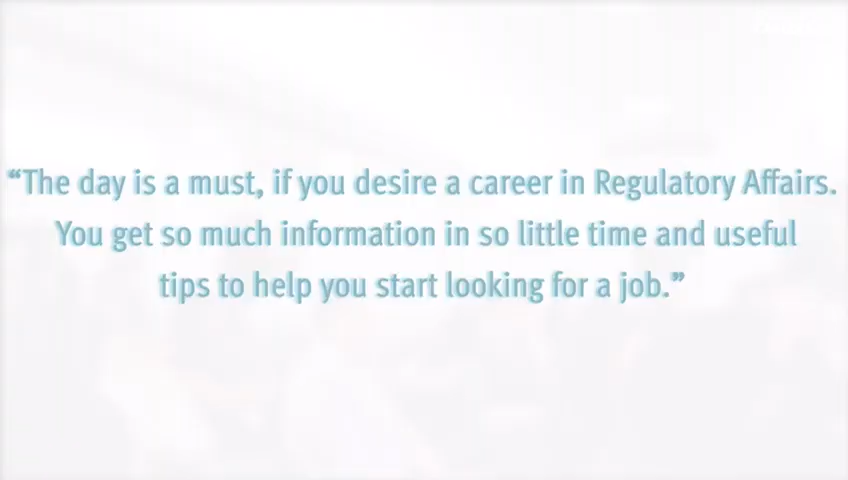 “The day is a must, if you desire a career in Regulatory Affairs.
You get so much information in so little time and useful
tips to help you start looking for a job.”